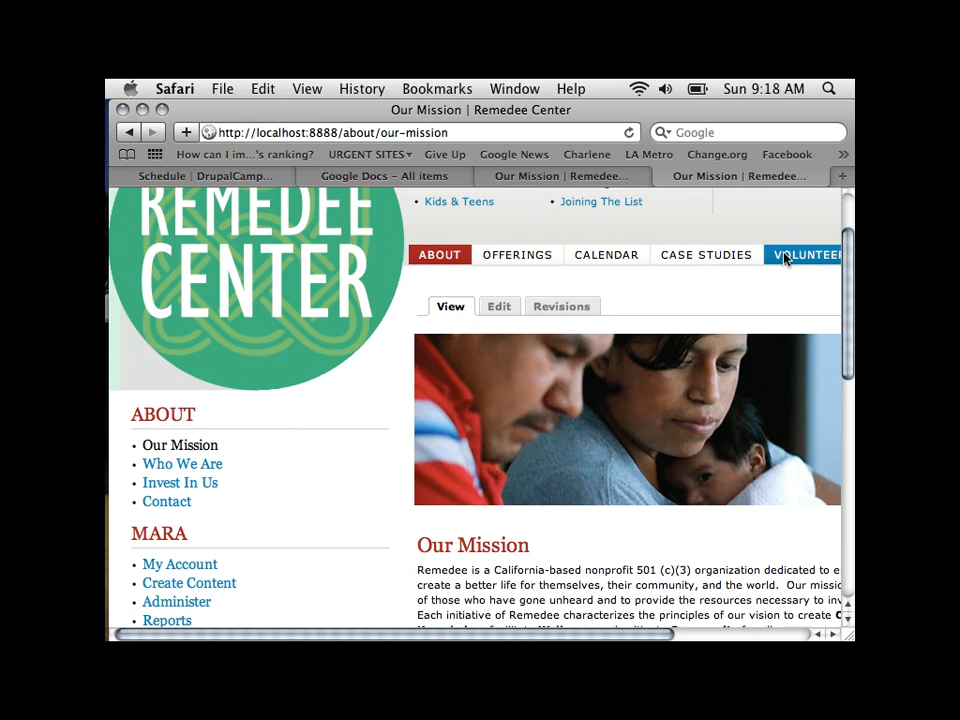 Safari File Edit View History Bookmarks Window Help Sun 9:18 AM
Our Mission | Remedee Center
http://localhost:8888/about/our-mission Google
How can I im...'s ranking? URGENT SITES Give Up Google News Charlene LA Metro Change.org Facebook
Schedule | DrupalCamp... Google Docs - All items Our Mission | Remedee... Our Mission | Remedee...
REMEDEE
CENTER
• Kids & Teens • Joining The List
ABOUT OFFERINGS CALENDAR CASE STUDIES VOLUNTEER
View Edit Revisions
ABOUT
• Our Mission
• Who We Are
• Invest In Us
• Contact
MARA
• My Account
• Create Content
• Administer
• Reports
Our Mission
Remedee is a California-based nonprofit 501 (c)(3) organization dedicated to e
create a better life for themselves, their community, and the world. Our missio
of those who have gone unheard and to provide the resources necessary to inv
Each initiative of Remedee characterizes the principles of our vision to create